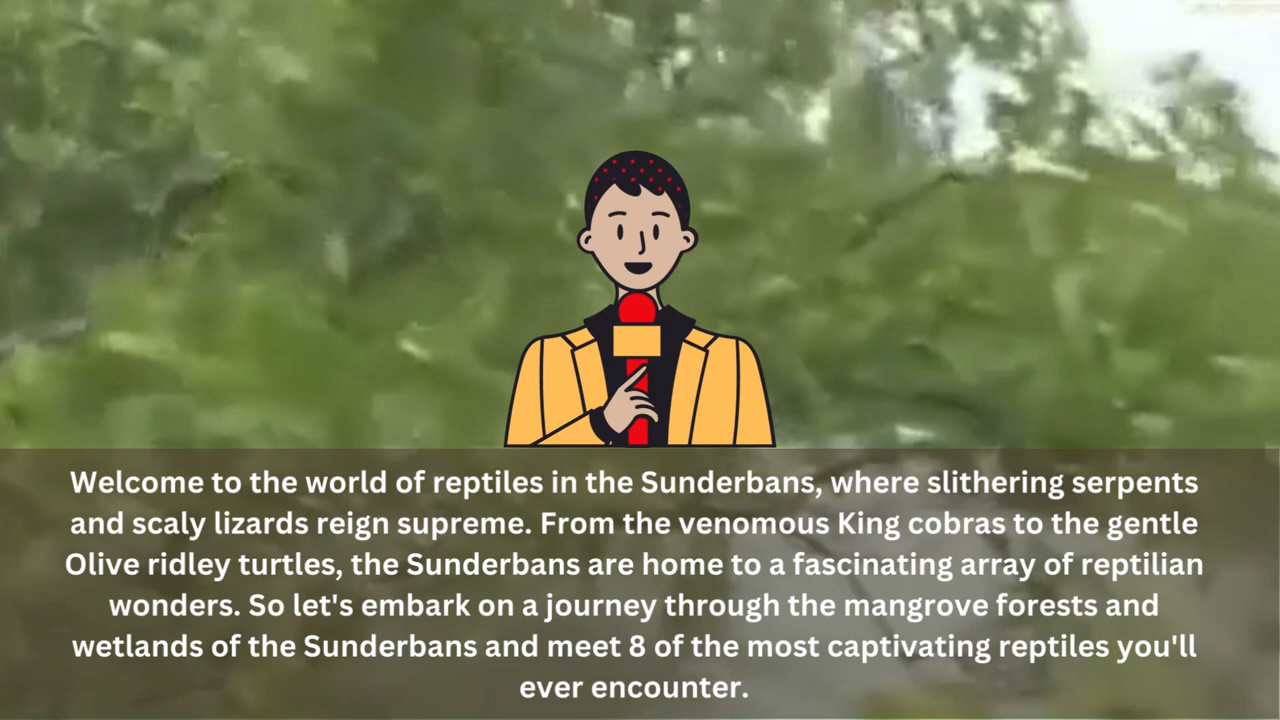 Welcome to the world of reptiles in the Sunderbans, where slithering serpents
and scaly lizards reign supreme. From the venomous King cobras to the gentle
Olive ridley turtles, the Sunderbans are home to a fascinating array of reptilian
wonders. So let's embark on a journey through the mangrove forests and
wetlands of the Sunderbans and meet 8 of the most captivating reptiles you'll
ever encounter.